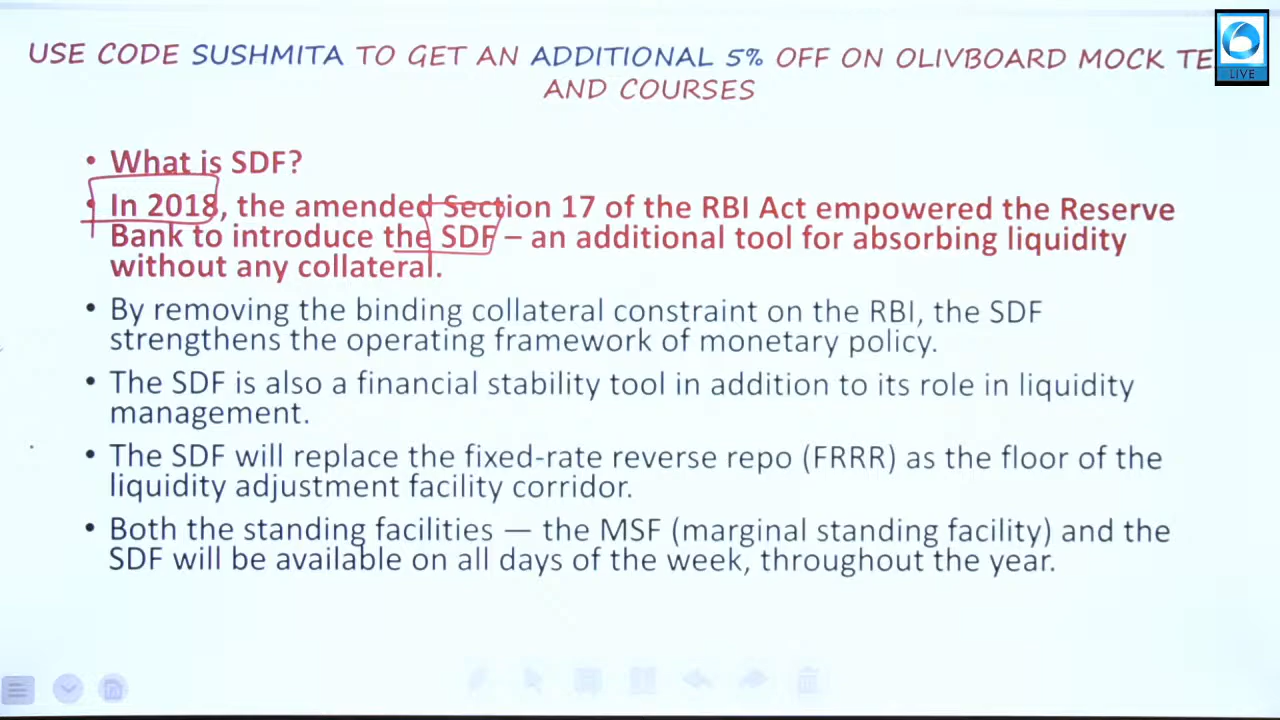 USE CODE SUSHMITA TO GET AN ADDITIONAL 5% OFF ON OLIVBOARD MOCK TE
AND COURSES
LIVE
• What is SDF?
• In 2018, the amended Section 17 of the RBI Act empowered the Reserve
Bank to introduce the SDF – an additional tool for absorbing liquidity
without any collateral.
• By removing the binding collateral constraint on the RBI, the SDF
strengthens the operating framework of monetary policy.
• The SDF is also a financial stability tool in addition to its role in liquidity
management.
• The SDF will replace the fixed-rate reverse repo (FRRR) as the floor of the
liquidity adjustment facility corridor.
• Both the standing facilities — the MSF (marginal standing facility) and the
SDF will be available on all days of the week, throughout the year.